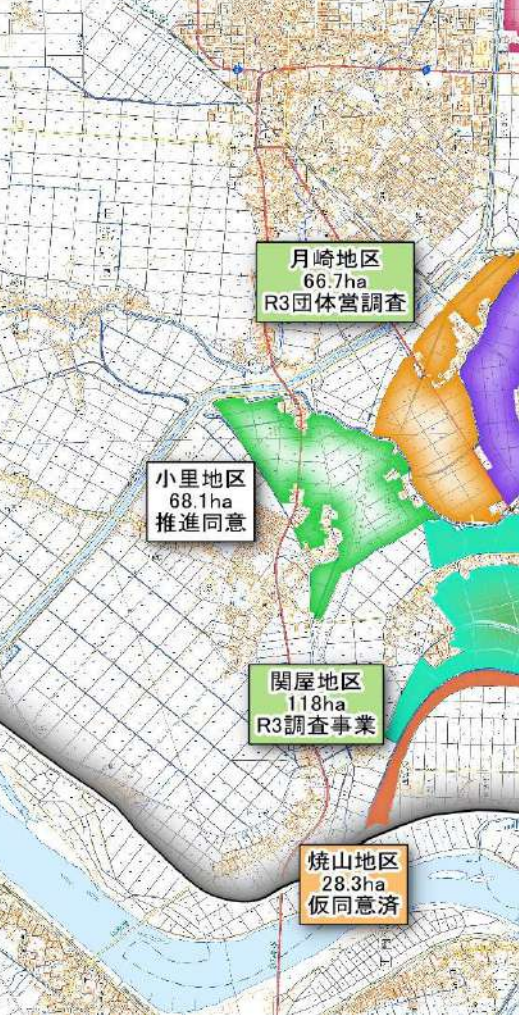 月崎地区
66.7ha
R3団体営調査
小里地区
68.1ha
推進同意
関屋地区
118ha
R3調査事業
焼山地区
28.3ha
仮同意済